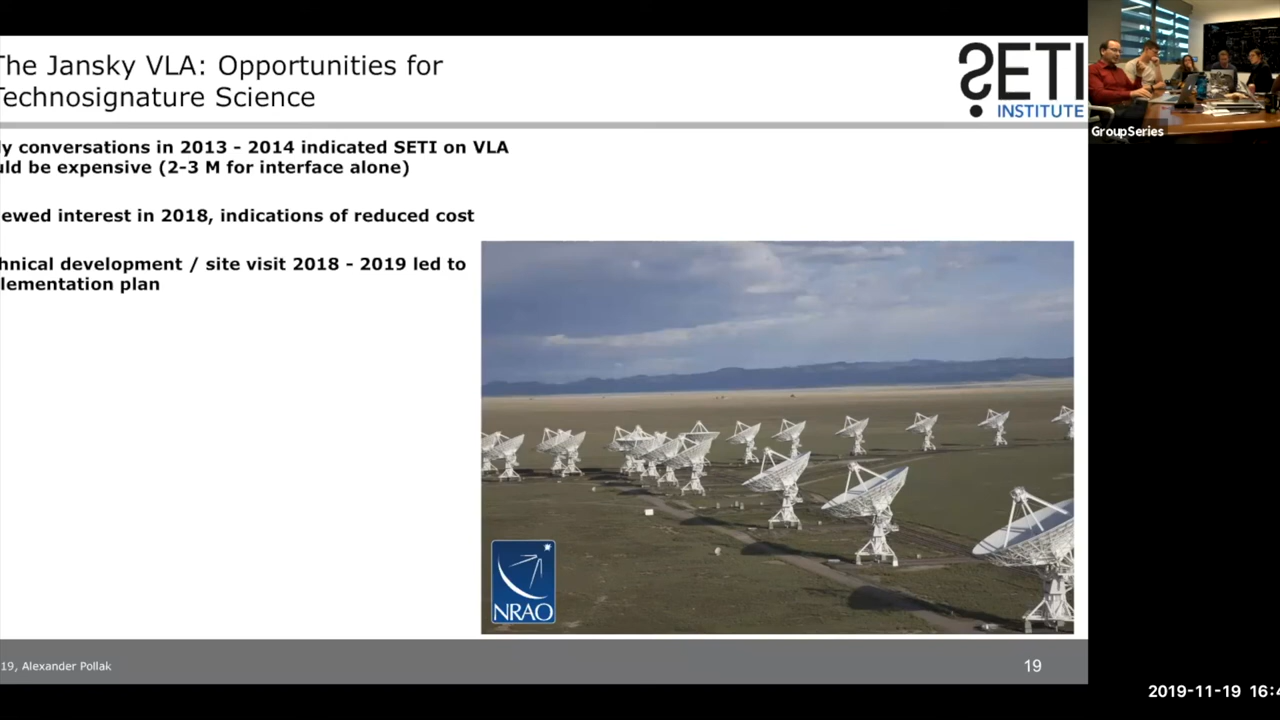 The Jansky VLA: Opportunities for
Technosignature Science
SETI
INSTITUTE
ly conversations in 2013 - 2014 indicated SETI on VLA
uld be expensive (2-3 M for interface alone)
ewed interest in 2018, indications of reduced cost
hnical development / site visit 2018 - 2019 led to
lementation plan
NRAO
19, Alexander Pollak
19
GroupSeries
2019-11-19 16:4